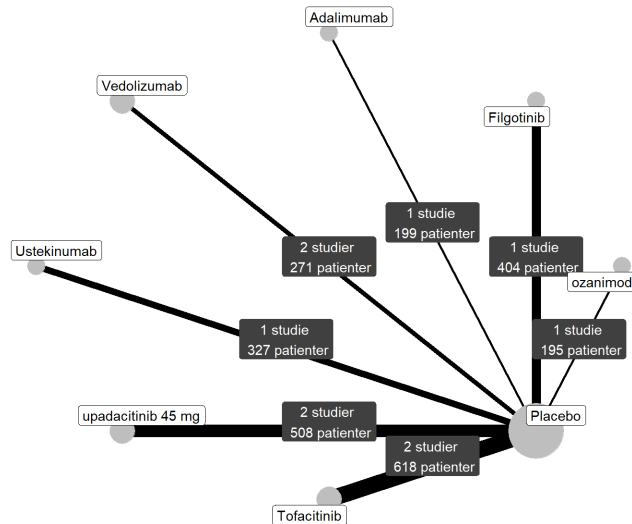 Adalimumab
Vedolizumab
Filgotinib
1 studie
199 patienter
2 studier
271 patienter
1 studie
404 patienter
Ustekinumab
ozanimod
1 studie
327 patienter
1 studie
195 patienter
upadacitinib 45 mg
2 studier
508 patienter
Placebo
2 studier
618 patienter
Tofacitinib